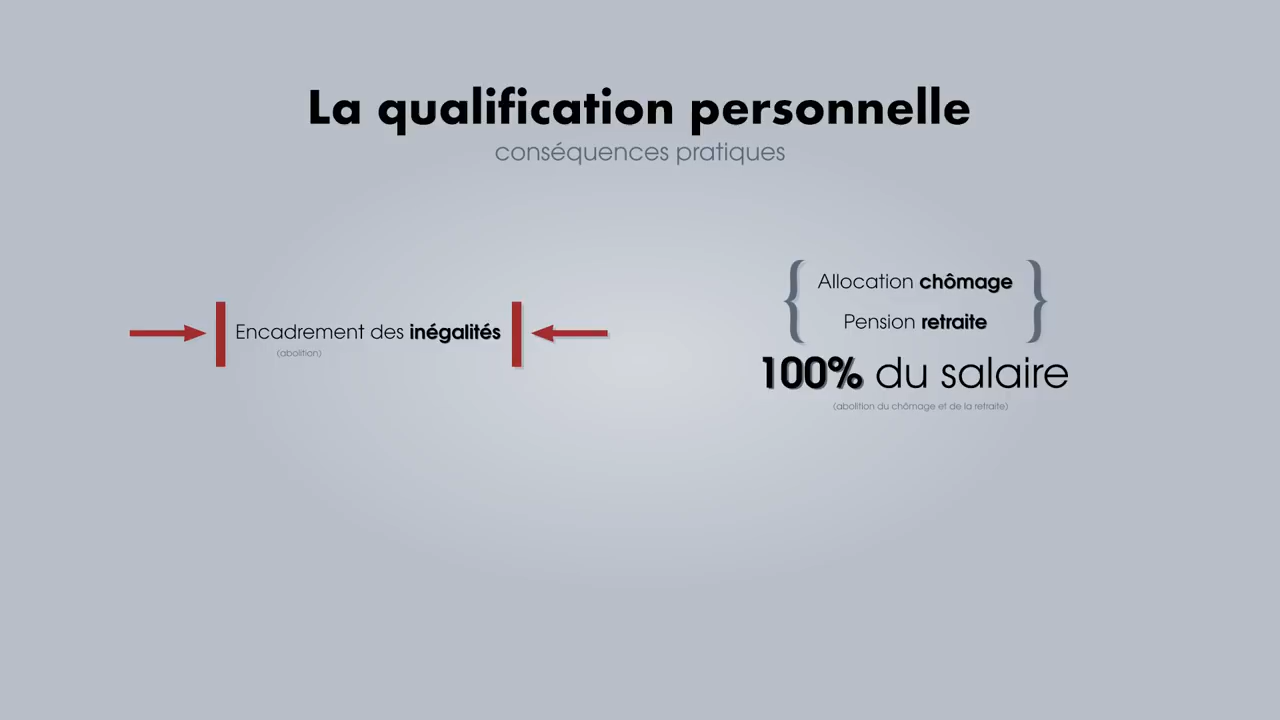 La qualification personnelle
conséquences pratiques
Encadrement des inégalités
(abolition)
Allocation chômage
Pension retraite
100% du salaire
(abolition du chômage et de la retraite)